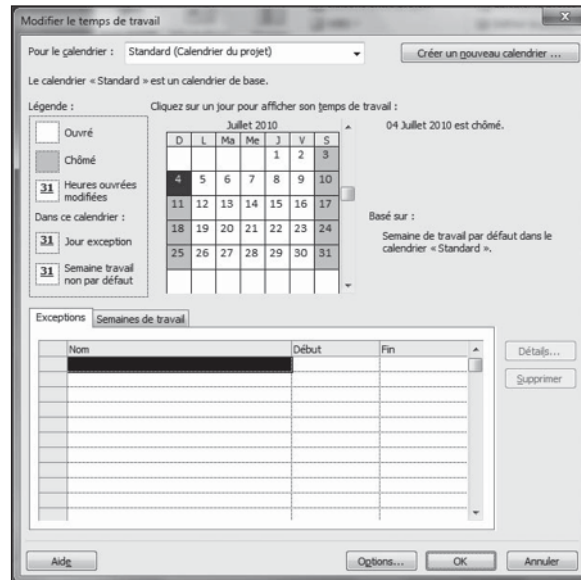 Modifier le temps de travail
Pour le calendrier : Standard (Calendrier du projet) Créer un nouveau calendrier ...
Le calendrier « Standard » est un calendrier de base.
Légende :
Ouvré
Chômé
31 Heures ouvrées modifiées
Dans ce calendrier :
31 Jour exception
31 Semaine travail non par défaut
Cliquez sur un jour pour afficher son temps de travail :
Juillet 2010
D L Ma Me J V S
1 2 3
4 5 6 7 8 9 10
11 12 13 14 15 16 17
18 19 20 21 22 23 24
25 26 27 28 29 30 31
04 Juillet 2010 est chômé.
Basé sur :
Semaine de travail par défaut dans le
calendrier « Standard ».
Exceptions Semaines de travail
Nom Début Fin
Détails...
Supprimer
Aide Options... OK Annuler